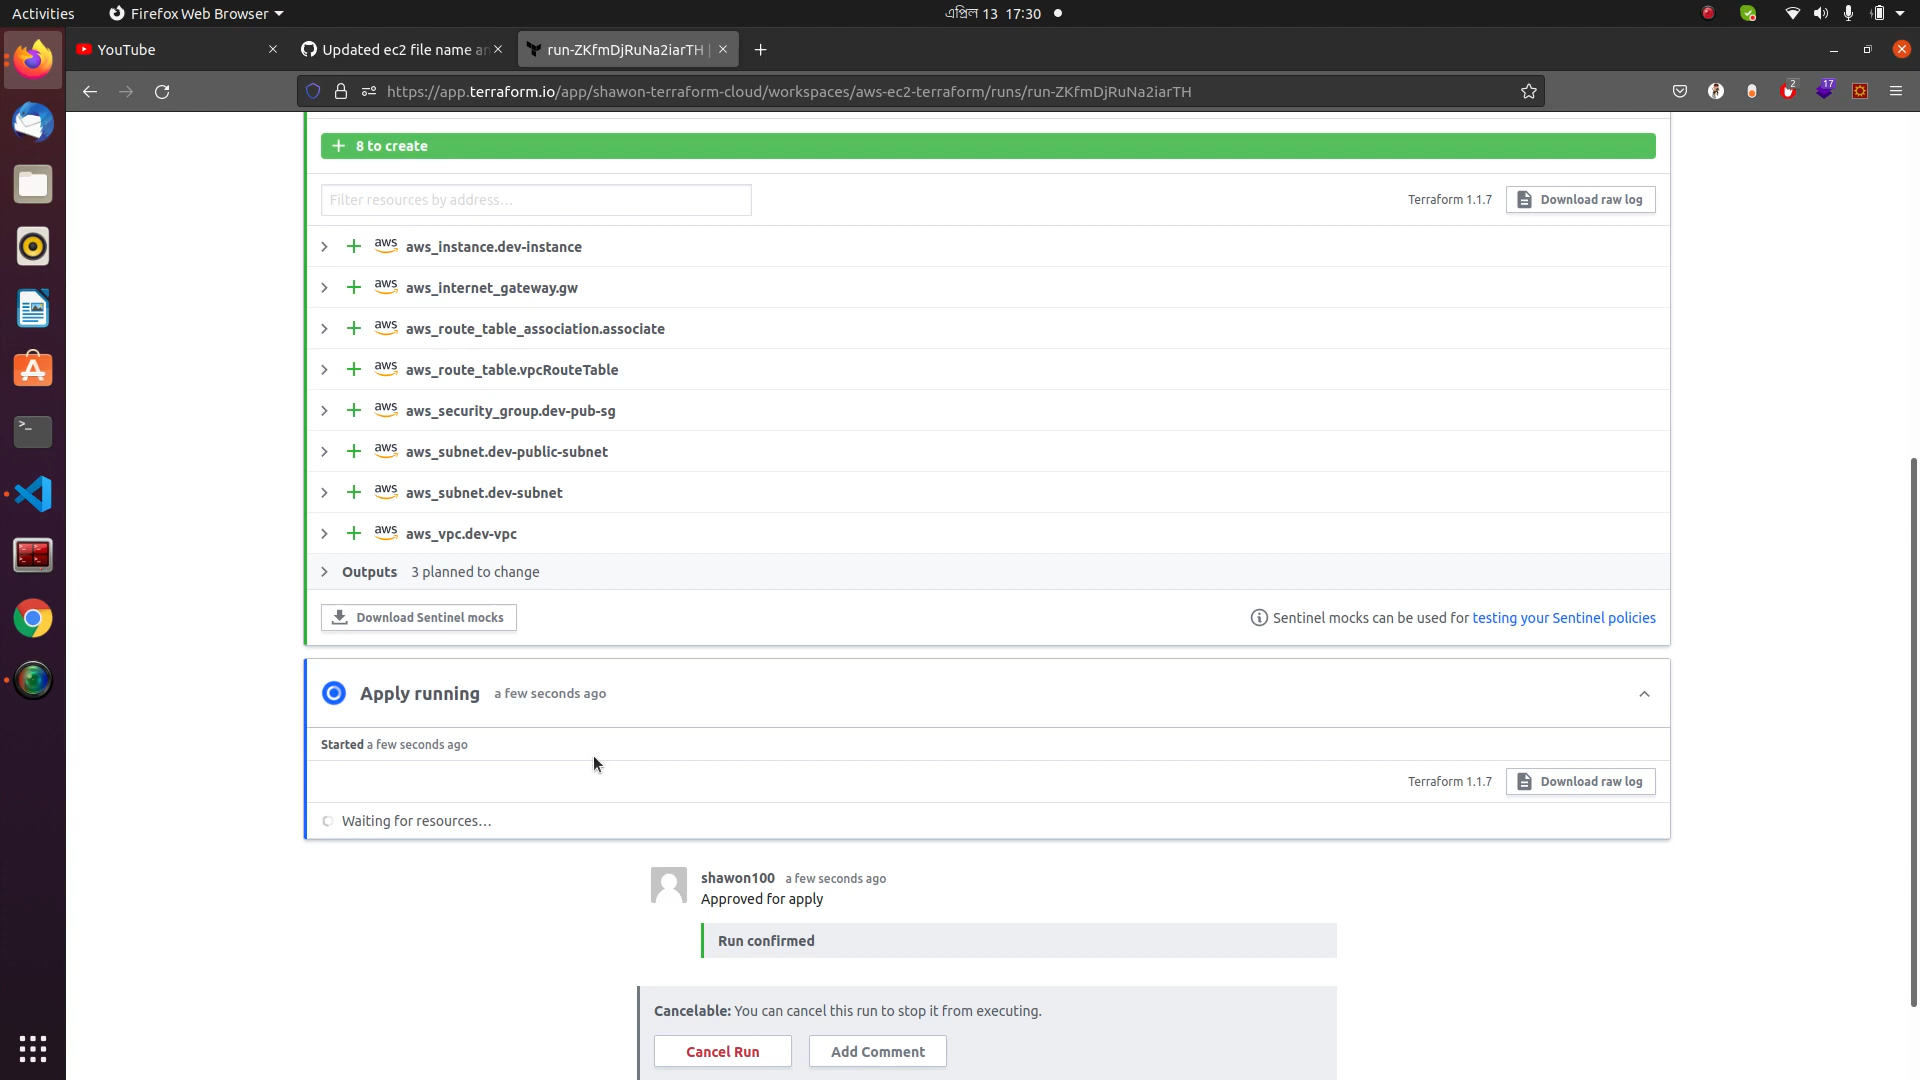 Activities
Firefox Web Browser
এপ্রিল 13 17:30
YouTube
Updated ec2 file name an
run-ZKfmDjRuNa2iarTH |
https://app.terraform.io/app/shawon-terraform-cloud/workspaces/aws-ec2-terraform/runs/run-ZKfmDjRuNa2iarTH
2
17
8 to create
Filter resources by address...
Terraform 1.1.7
Download raw log
aws aws_instance.dev-instance
aws aws_internet_gateway.gw
aws aws_route_table_association.associate
aws aws_route_table.vpcRouteTable
aws aws_security_group.dev-pub-sg
aws aws_subnet.dev-public-subnet
aws aws_subnet.dev-subnet
aws aws_vpc.dev-vpc
Outputs 3 planned to change
Download Sentinel mocks
Sentinel mocks can be used for testing your Sentinel policies
Apply running a few seconds ago
Started a few seconds ago
Terraform 1.1.7
Download raw log
Waiting for resources...
shawon100 a few seconds ago
Approved for apply
Run confirmed
Cancelable: You can cancel this run to stop it from executing.
Cancel Run
Add Comment